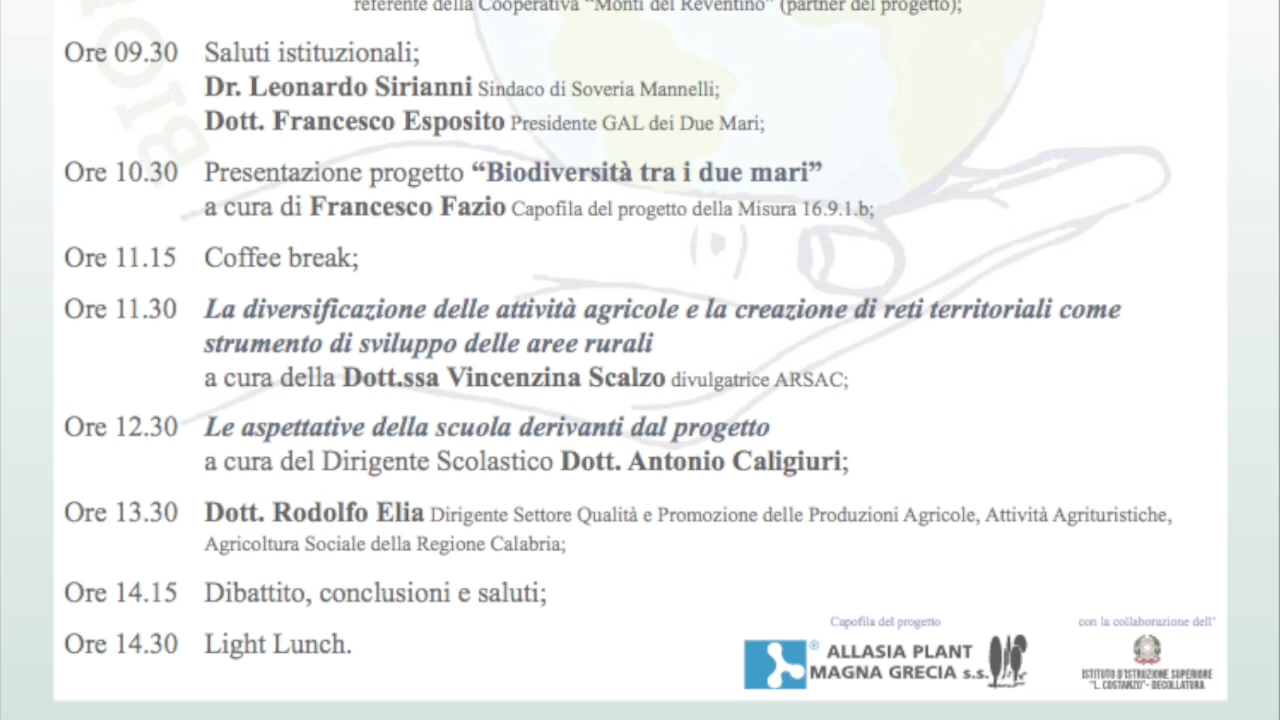 referente della Cooperativa "Monti del Reventino" (partner del progetto);
Ore 09.30 Saluti istituzionali;
Dr. Leonardo Sirianni Sindaco di Soveria Mannelli;
Dott. Francesco Esposito Presidente GAL dei Due Mari;
Ore 10.30 Presentazione progetto “Biodiversità tra i due mari”
a cura di Francesco Fazio Capofila del progetto della Misura 16.9.1.b;
Ore 11.15 Coffee break;
Ore 11.30 La diversificazione delle attività agricole e la creazione di reti territoriali come
strumento di sviluppo delle aree rurali
a cura della Dott.ssa Vincenzina Scalzo divulgatrice ARSAC;
Ore 12.30 Le aspettative della scuola derivanti dal progetto
a cura del Dirigente Scolastico Dott. Antonio Caligiuri;
Ore 13.30 Dott. Rodolfo Elia Dirigente Settore Qualità e Promozione delle Produzioni Agricole, Attività Agrituristiche,
Agricoltura Sociale della Regione Calabria;
Ore 14.15 Dibattito, conclusioni e saluti;
Ore 14.30 Light Lunch.
Capofila del progetto
® ALLASIA PLANT
MAGNA GRECIA s.s.
con la collaborazione dell'
ISTITUTO D'ISTRUZIONE SUPERIORE
"L. COSTANZO"- DECOLLATURA
BIO